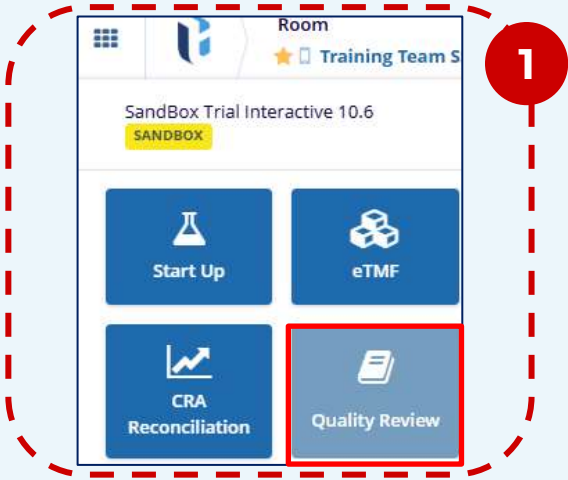 1
Room
Training Team S
SandBox Trial Interactive 10.6
SANDBOX
Start Up
eTMF
CRA
Reconciliation
Quality Review